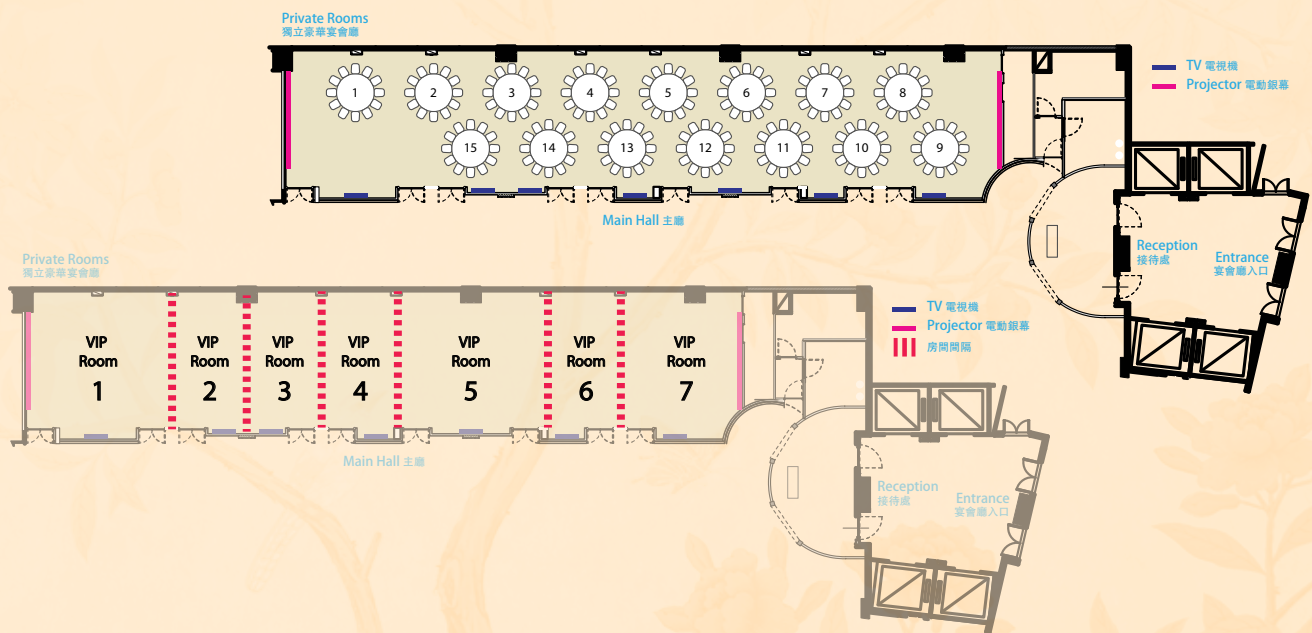 Private Rooms
獨立豪華宴會廳
TV 電視機
Projector 電動銀幕
1
2
3
4
5
6
7
8
15
14
13
12
11
10
9
Main Hall 主廳
Reception
接待處
Entrance
宴會廳入口
Private Rooms
獨立豪華宴會廳
TV 電視機
Projector 電動銀幕
房間間隔
VIP
Room
1
VIP
Room
2
VIP
Room
3
VIP
Room
4
VIP
Room
5
VIP
Room
6
VIP
Room
7
Main Hall 主廳
Reception
接待處
Entrance
宴會廳入口